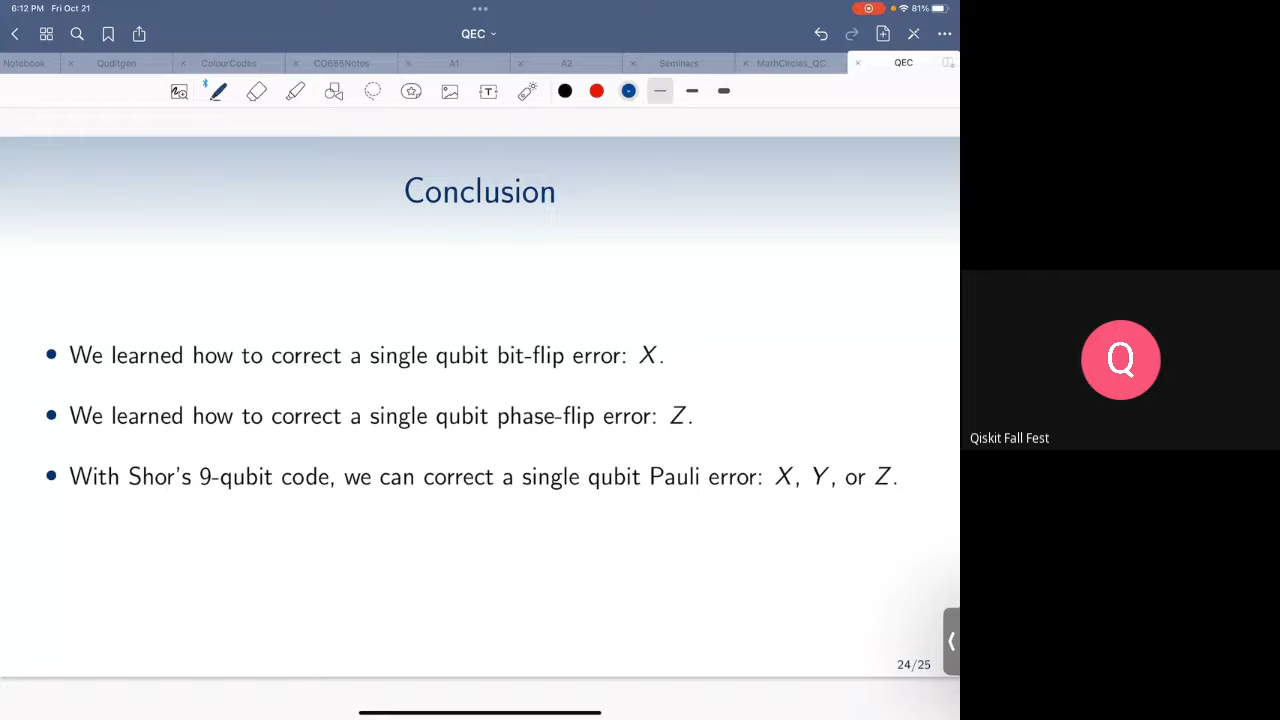 6:12 PM Fri Oct 21
81%
QEC
Notebook
Quditgen
ColourCodes
CO685Notes
A1
A2
Seminars
MathCircles_QC
QEC
T
Conclusion
• We learned how to correct a single qubit bit-flip error: X.
• We learned how to correct a single qubit phase-flip error: Z.
• With Shor's 9-qubit code, we can correct a single qubit Pauli error: X, Y, or Z.
24/25
Q
Qiskit Fall Fest